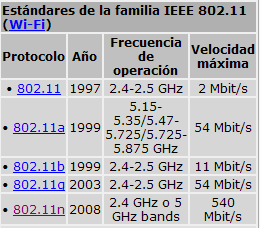 Estándares de la familia IEEE 802.11
(Wi-Fi)
Protocolo Año Frecuencia de operación Velocidad máxima
• 802.11 1997 2.4-2.5 GHz 2 Mbit/s
• 802.11a 1999 5.15-5.35/5.47-5.725/5.725-5.875 GHz 54 Mbit/s
• 802.11b 1999 2.4-2.5 GHz 11 Mbit/s
• 802.11g 2003 2.4-2.5 GHz 54 Mbit/s
• 802.11n 2008 2.4 GHz o 5 GHz bands 540 Mbit/s